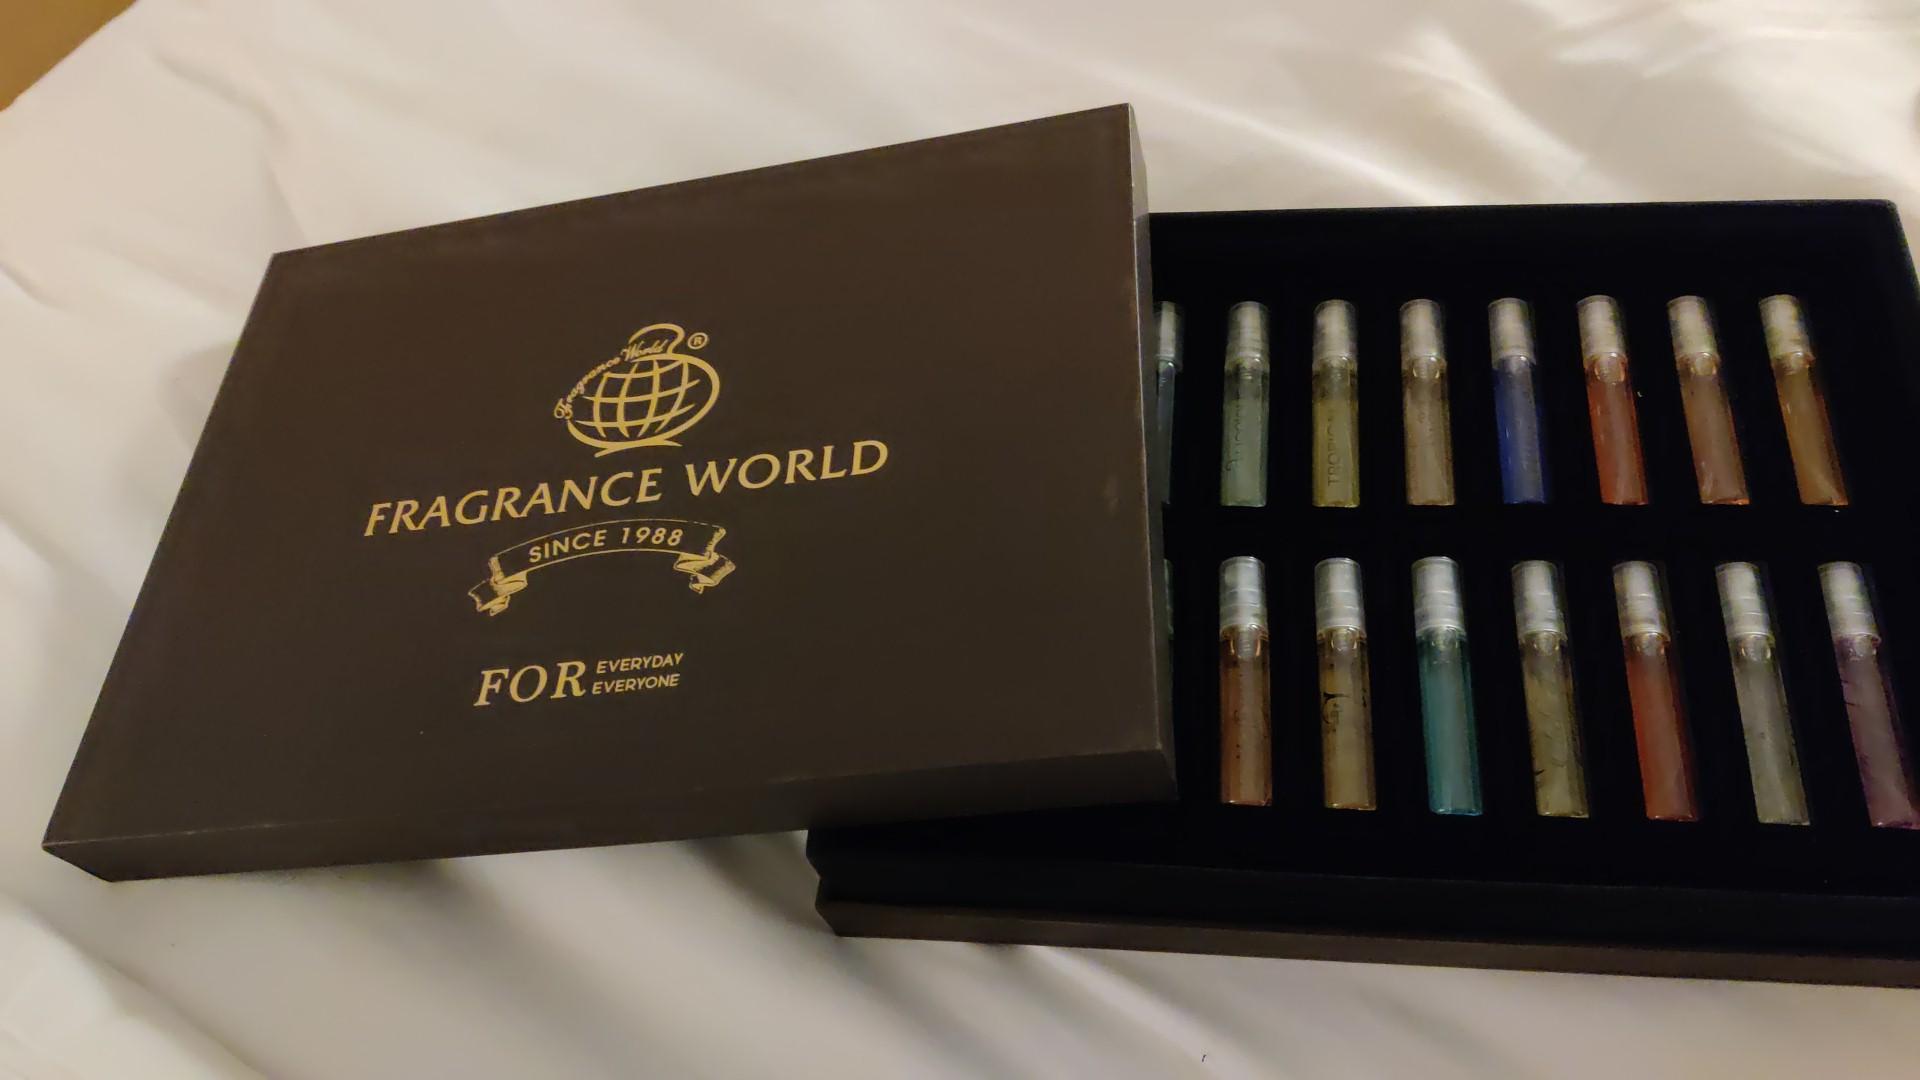 Fragrance World ®
FRAGRANCE WORLD
SINCE 1988
FOR EVERYDAY
EVERYONE